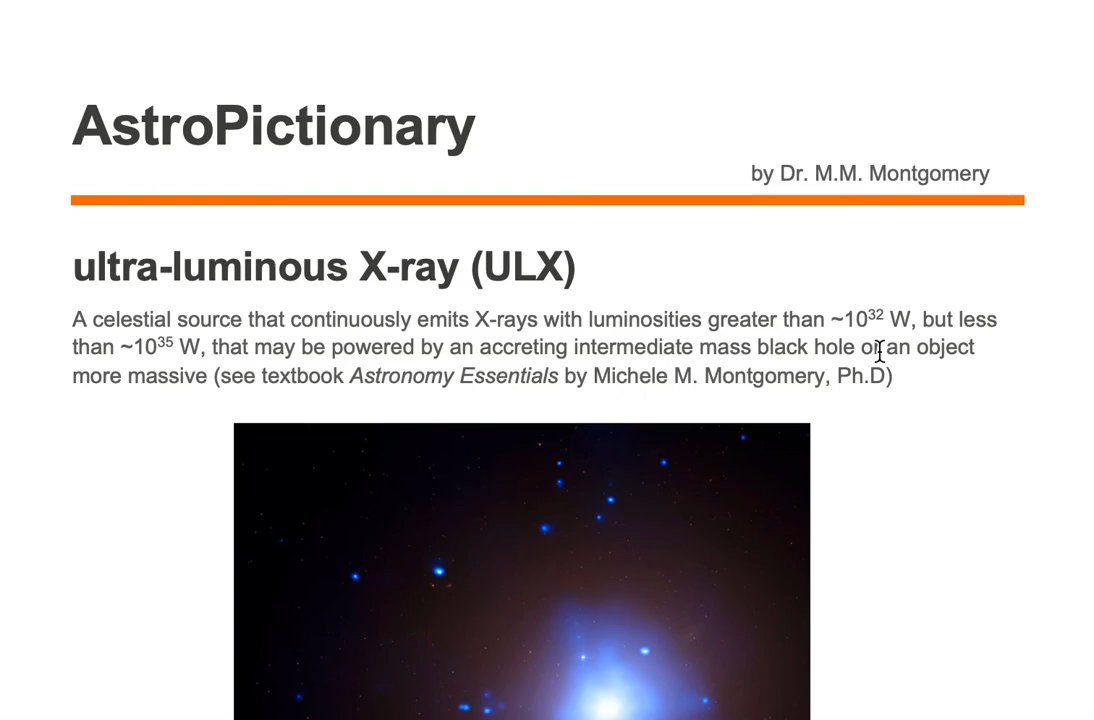 AstroPictionary
by Dr. M.M. Montgomery
ultra-luminous X-ray (ULX)
A celestial source that continuously emits X-rays with luminosities greater than ~10³² W, but less
than ~10³⁵ W, that may be powered by an accreting intermediate mass black hole or an object
more massive (see textbook Astronomy Essentials by Michele M. Montgomery, Ph.D)